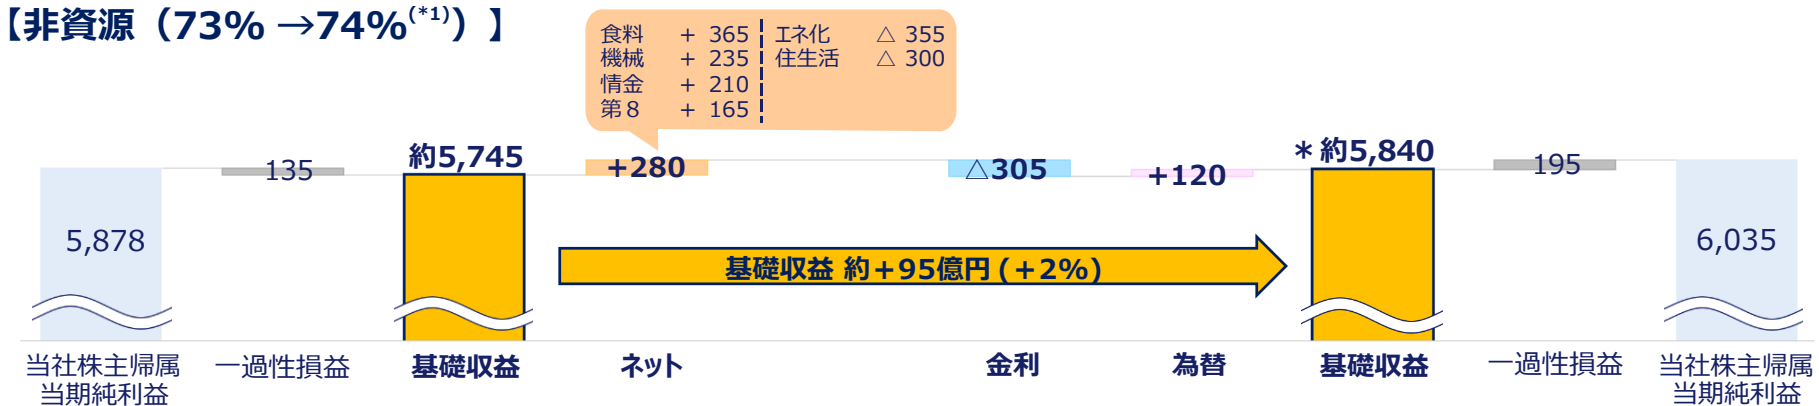 【非資源（73% →74%(*1)）】
食料 + 365 エネ化 △ 355
機械 + 235 住生活 △ 300
情金 + 210
第８ + 165
5,878
135
約5,745
+280
△305
+120
＊約5,840
195
6,035
基礎収益 約＋95億円 (＋2%)
当社株主帰属
当期純利益
一過性損益
基礎収益
ネット
金利
為替
基礎収益
一過性損益
当社株主帰属
当期純利益